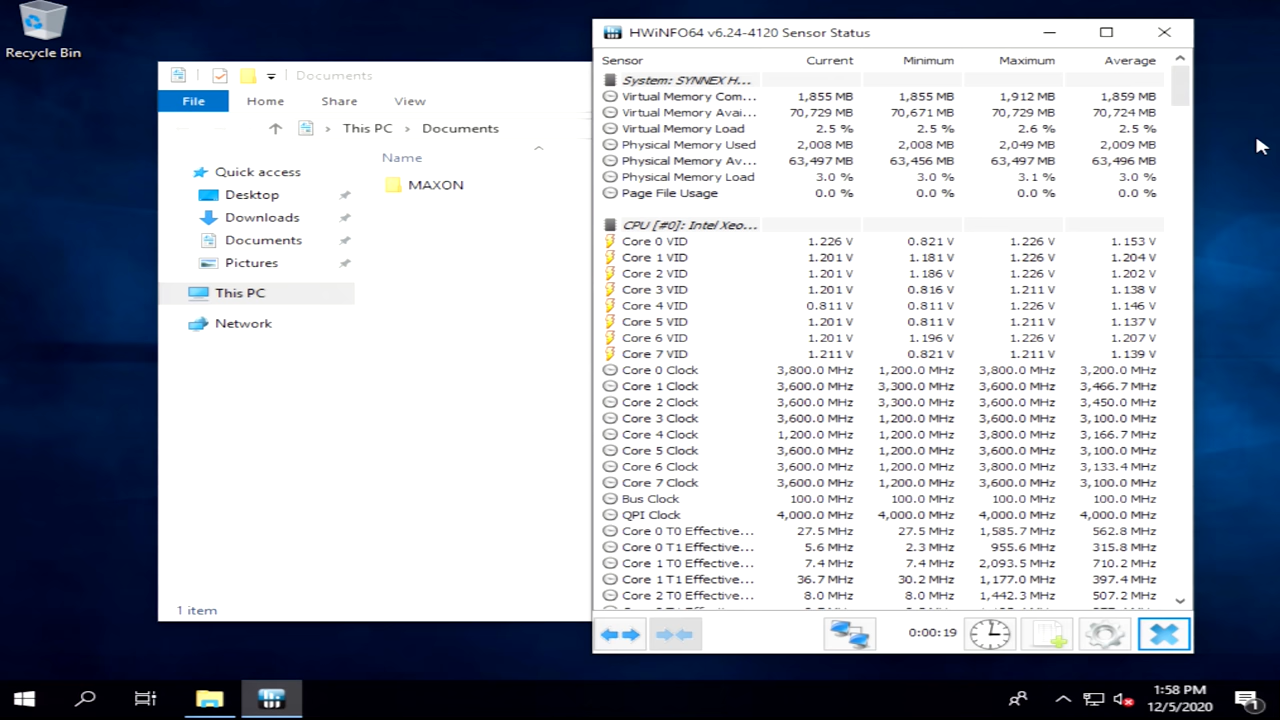 Recycle Bin
Documents
File Home Share View
This PC Documents
Name
MAXON
Quick access
Desktop
Downloads
Documents
Pictures
This PC
Network
1 item
HWiNFO64 v6.24-4120 Sensor Status
Sensor Current Minimum Maximum Average
System: SYNNEX H...
Virtual Memory Com... 1,855 MB 1,855 MB 1,912 MB 1,859 MB
Virtual Memory Avai... 70,729 MB 70,671 MB 70,729 MB 70,724 MB
Virtual Memory Load 2.5 % 2.5 % 2.6 % 2.5 %
Physical Memory Used 2,008 MB 2,008 MB 2,049 MB 2,009 MB
Physical Memory Av... 63,497 MB 63,456 MB 63,497 MB 63,496 MB
Physical Memory Load 3.0 % 3.0 % 3.1 % 3.0 %
Page File Usage 0.0 % 0.0 % 0.0 % 0.0 %
CPU [#0]: Intel Xeo...
Core 0 VID 1.226 V 0.821 V 1.226 V 1.153 V
Core 1 VID 1.201 V 1.181 V 1.226 V 1.204 V
Core 2 VID 1.201 V 1.186 V 1.226 V 1.202 V
Core 3 VID 1.201 V 0.816 V 1.211 V 1.138 V
Core 4 VID 0.811 V 0.811 V 1.226 V 1.146 V
Core 5 VID 1.201 V 0.811 V 1.211 V 1.137 V
Core 6 VID 1.201 V 1.196 V 1.226 V 1.207 V
Core 7 VID 1.211 V 0.821 V 1.211 V 1.139 V
Core 0 Clock 3,800.0 MHz 1,200.0 MHz 3,800.0 MHz 3,200.0 MHz
Core 1 Clock 3,600.0 MHz 3,300.0 MHz 3,600.0 MHz 3,466.7 MHz
Core 2 Clock 3,600.0 MHz 3,300.0 MHz 3,600.0 MHz 3,450.0 MHz
Core 3 Clock 3,600.0 MHz 1,200.0 MHz 3,600.0 MHz 3,100.0 MHz
Core 4 Clock 1,200.0 MHz 1,200.0 MHz 3,800.0 MHz 3,166.7 MHz
Core 5 Clock 3,600.0 MHz 1,200.0 MHz 3,600.0 MHz 3,100.0 MHz
Core 6 Clock 3,600.0 MHz 1,200.0 MHz 3,800.0 MHz 3,133.4 MHz
Core 7 Clock 3,600.0 MHz 1,200.0 MHz 3,600.0 MHz 3,100.0 MHz
Bus Clock 100.0 MHz 100.0 MHz 100.0 MHz 100.0 MHz
QPI Clock 4,000.0 MHz 4,000.0 MHz 4,000.0 MHz 4,000.0 MHz
Core 0 T0 Effective... 27.5 MHz 27.5 MHz 1,585.7 MHz 562.8 MHz
Core 0 T1 Effective... 5.6 MHz 2.3 MHz 955.6 MHz 315.8 MHz
Core 1 T0 Effective... 7.4 MHz 7.4 MHz 2,093.5 MHz 710.2 MHz
Core 1 T1 Effective... 36.7 MHz 30.2 MHz 1,177.0 MHz 397.4 MHz
Core 2 T0 Effective... 8.0 MHz 8.0 MHz 1,442.3 MHz 507.2 MHz
0:00:19
1:58 PM
12/5/2020
1